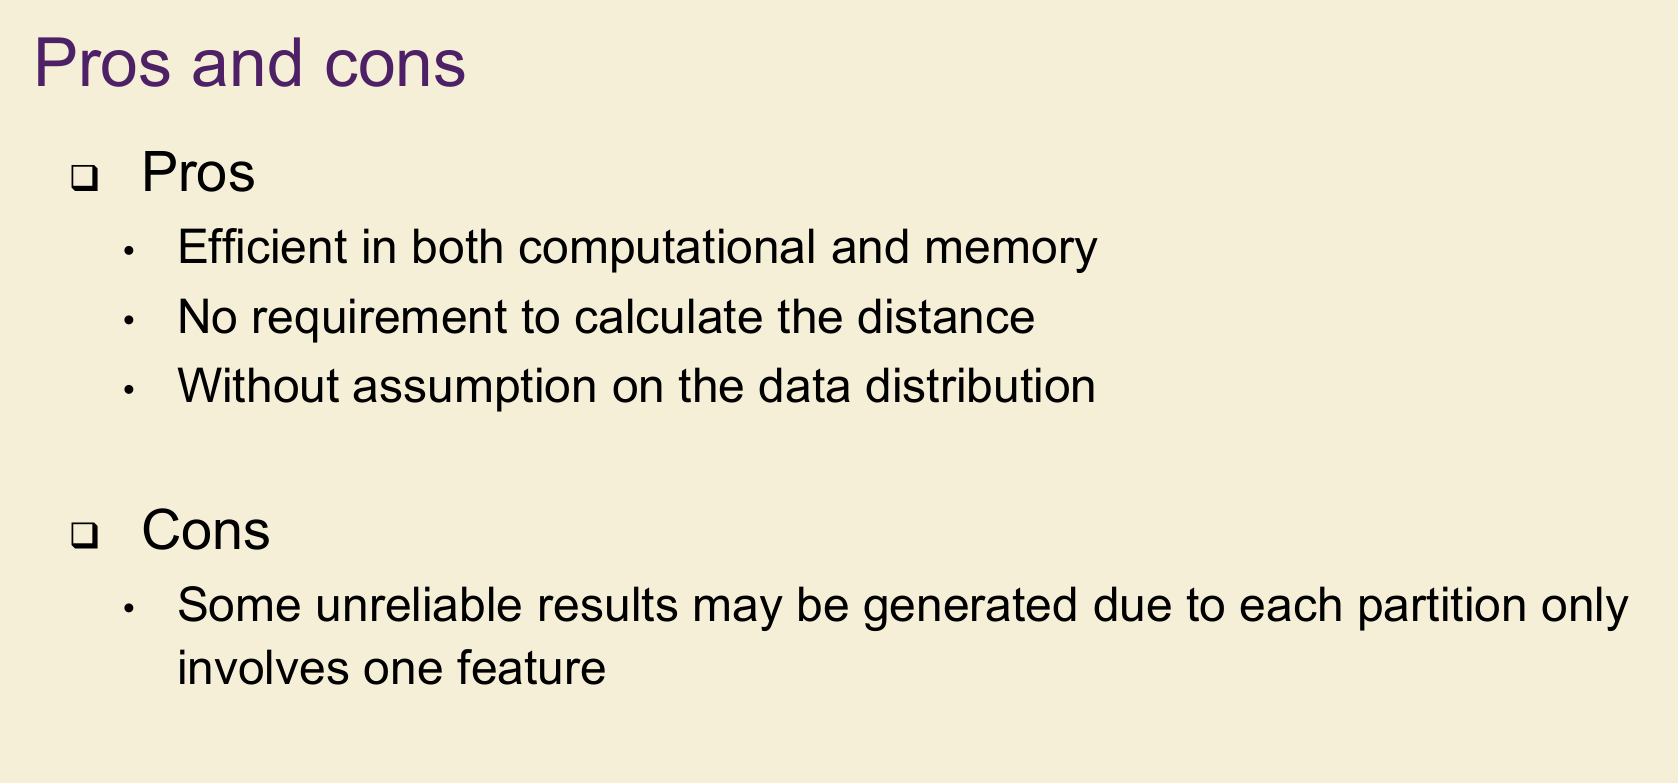 Pros and cons
❑ Pros
• Efficient in both computational and memory
• No requirement to calculate the distance
• Without assumption on the data distribution
❑ Cons
• Some unreliable results may be generated due to each partition only
involves one feature